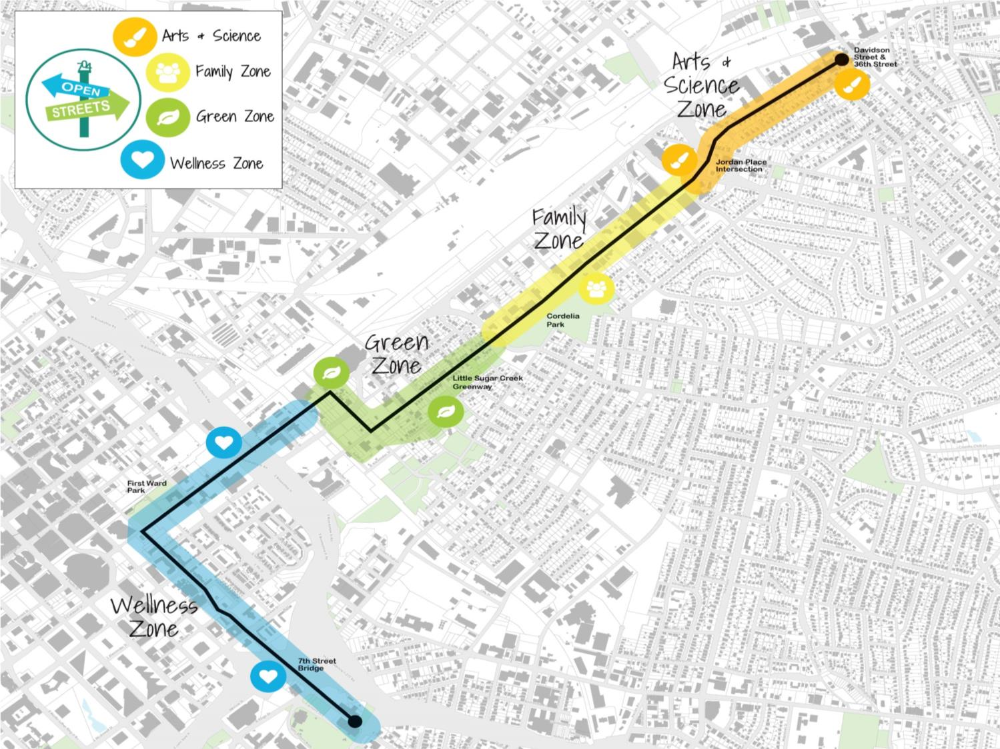 Arts & Science
704
OPEN
STREETS
Family Zone
Green Zone
Wellness Zone
Arts &
Science
Zone
Davidson
Street &
36th Street
Jordan Place
Intersection
Family
Zone
Cordelia
Park
Green
Zone
Little Sugar Creek
Greenway
First Ward
Park
Wellness
Zone
7th Street
Bridge